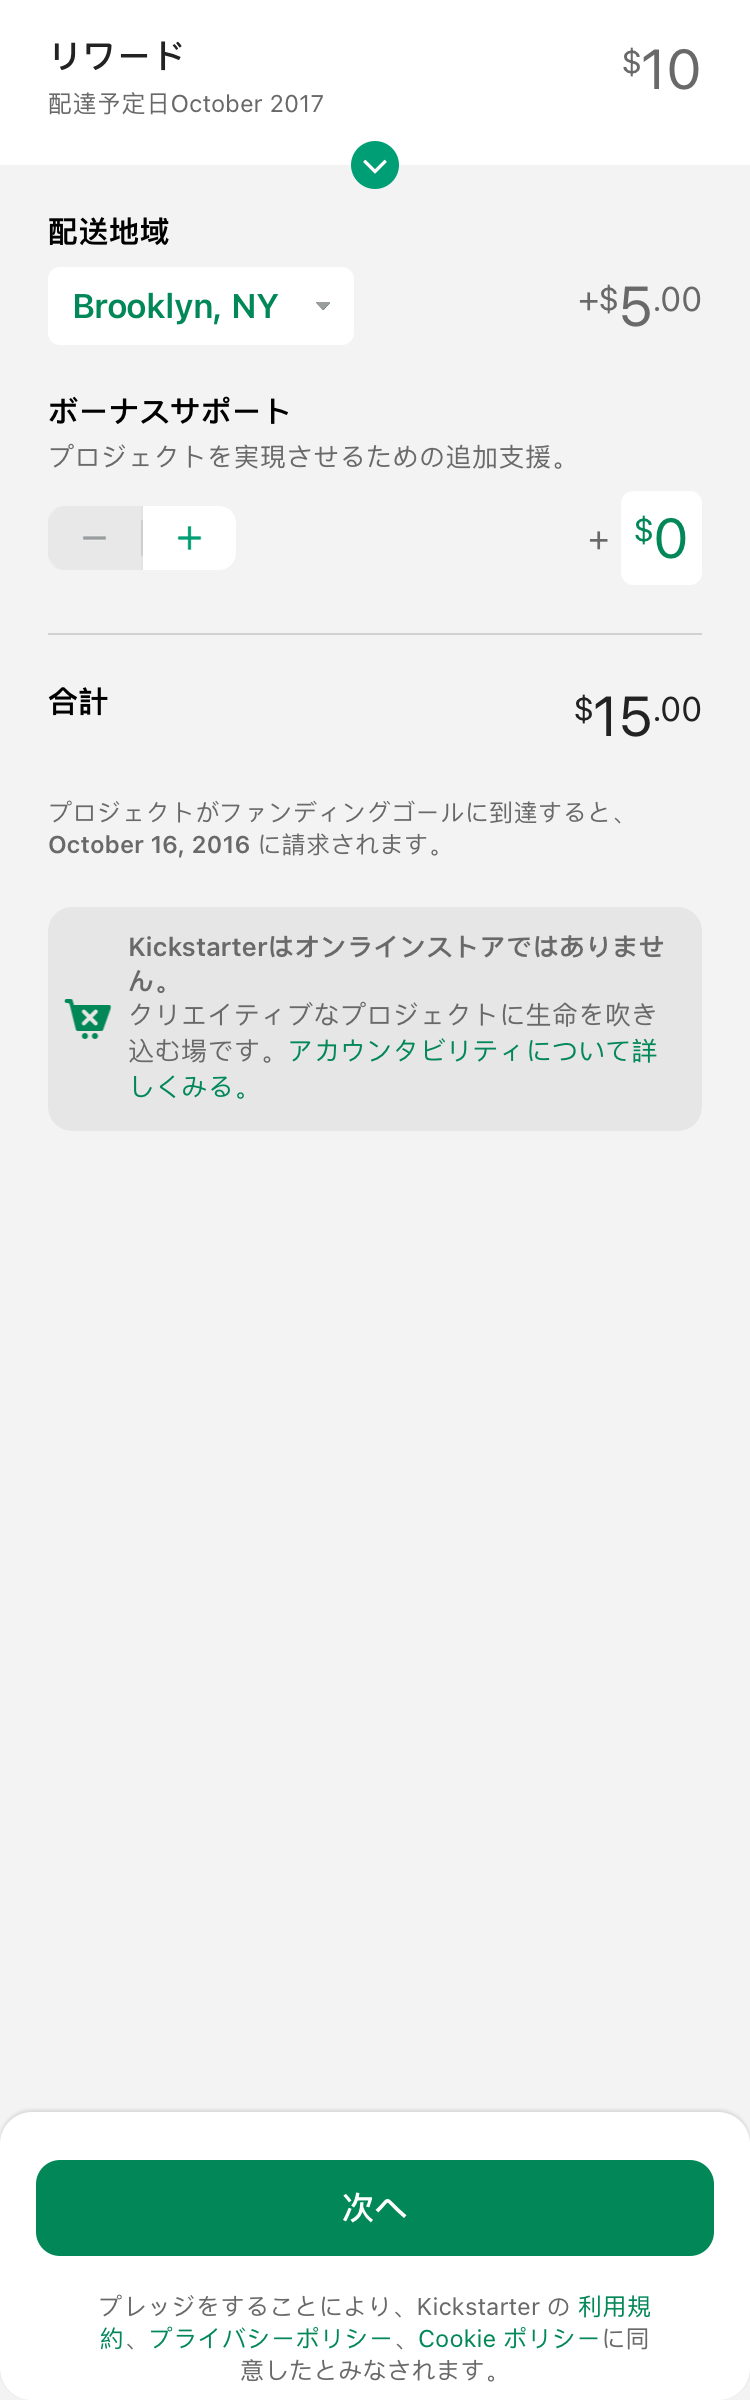 リワード
$10
配達予定日October 2017
配送地域
Brooklyn, NY
+$5.00
ボーナスサポート
プロジェクトを実現させるための追加支援。
− +
+ $0
合計
$15.00
プロジェクトがファンディングゴールに到達すると、
October 16, 2016 に請求されます。
Kickstarterはオンラインストアではありませ
ん。
クリエイティブなプロジェクトに生命を吹き
込む場です。アカウンタビリティについて詳
しくみる。
次へ
プレッジをすることにより、Kickstarter の 利用規
約、プライバシーポリシー、Cookie ポリシーに同
意したとみなされます。